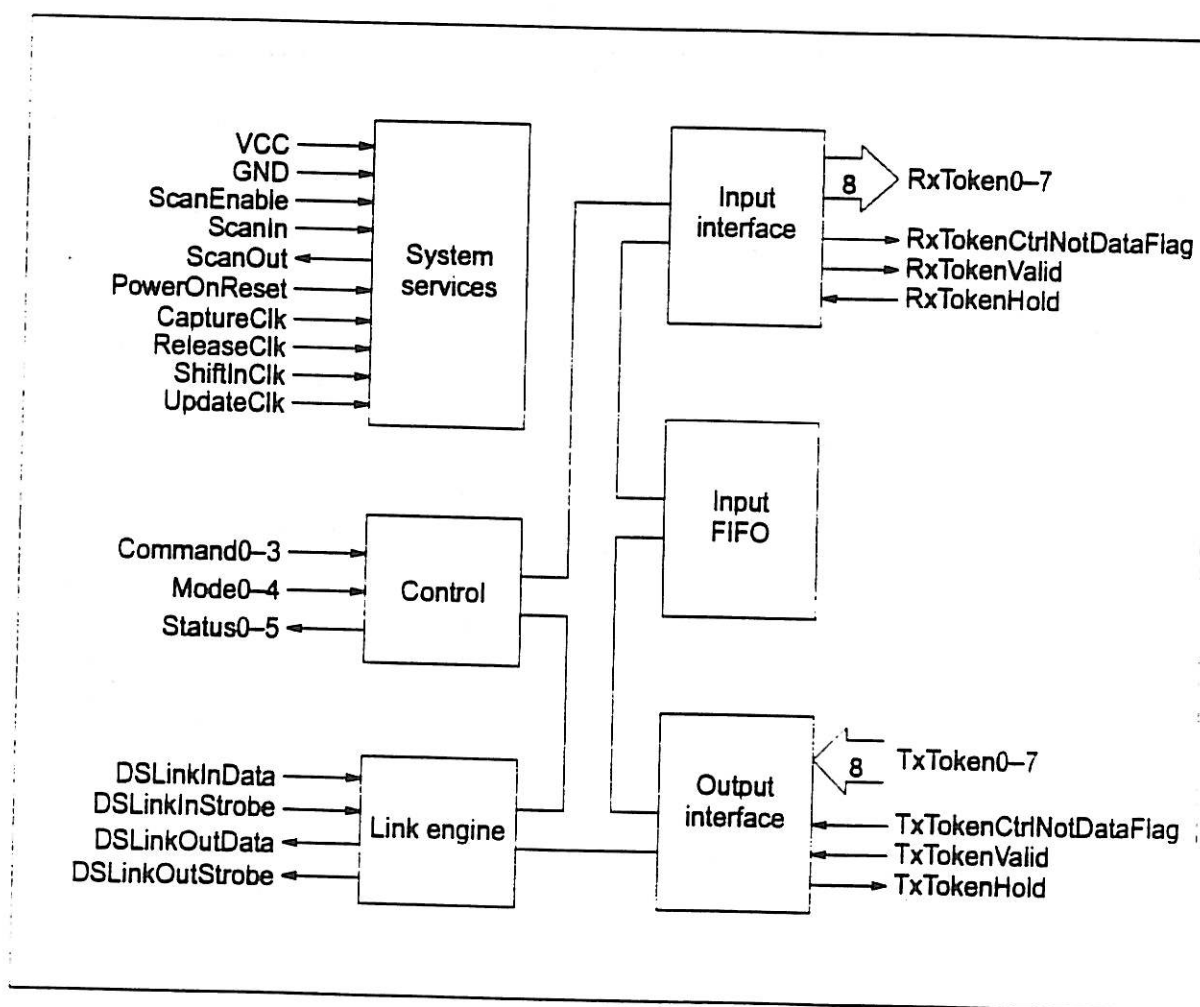 VCC
GND
ScanEnable
ScanIn
ScanOut
PowerOnReset
CaptureClk
ReleaseClk
ShiftInClk
UpdateClk
System
services
Input
interface
8
RxToken0–7
RxTokenCtrlNotDataFlag
RxTokenValid
RxTokenHold
Input
FIFO
Command0–3
Mode0–4
Status0–5
Control
DSLinkInData
DSLinkInStrobe
DSLinkOutData
DSLinkOutStrobe
Link engine
Output
interface
8
TxToken0–7
TxTokenCtrlNotDataFlag
TxTokenValid
TxTokenHold